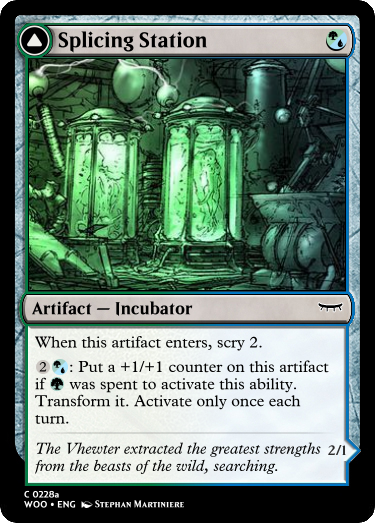 Splicing Station
Artifact — Incubator
When this artifact enters, scry 2.
2 : Put a +1/+1 counter on this artifact
if was spent to activate this ability.
Transform it. Activate only once each
turn.
The Vhewter extracted the greatest strengths 2/1
from the beasts of the wild, searching.
C 0228a
WOO • ENG Stephan Martiniere